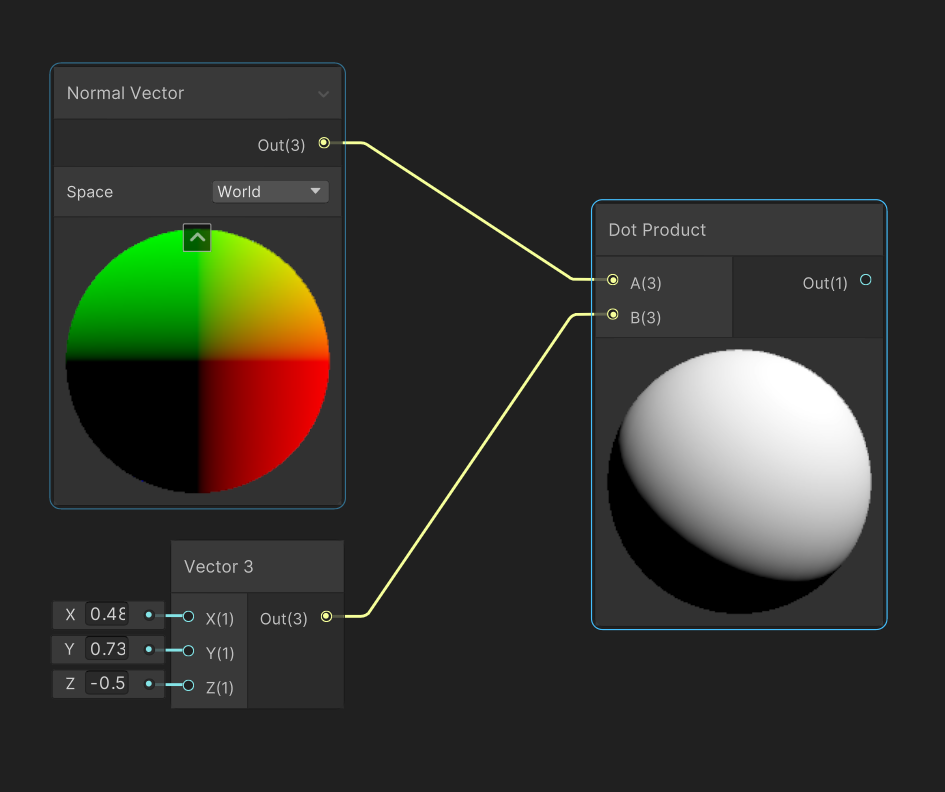 Normal Vector
Out(3)
Space
World
Dot Product
A(3)
Out(1)
B(3)
Vector 3
X
0.48
X(1)
Out(3)
Y
0.73
Y(1)
Z
-0.5
Z(1)